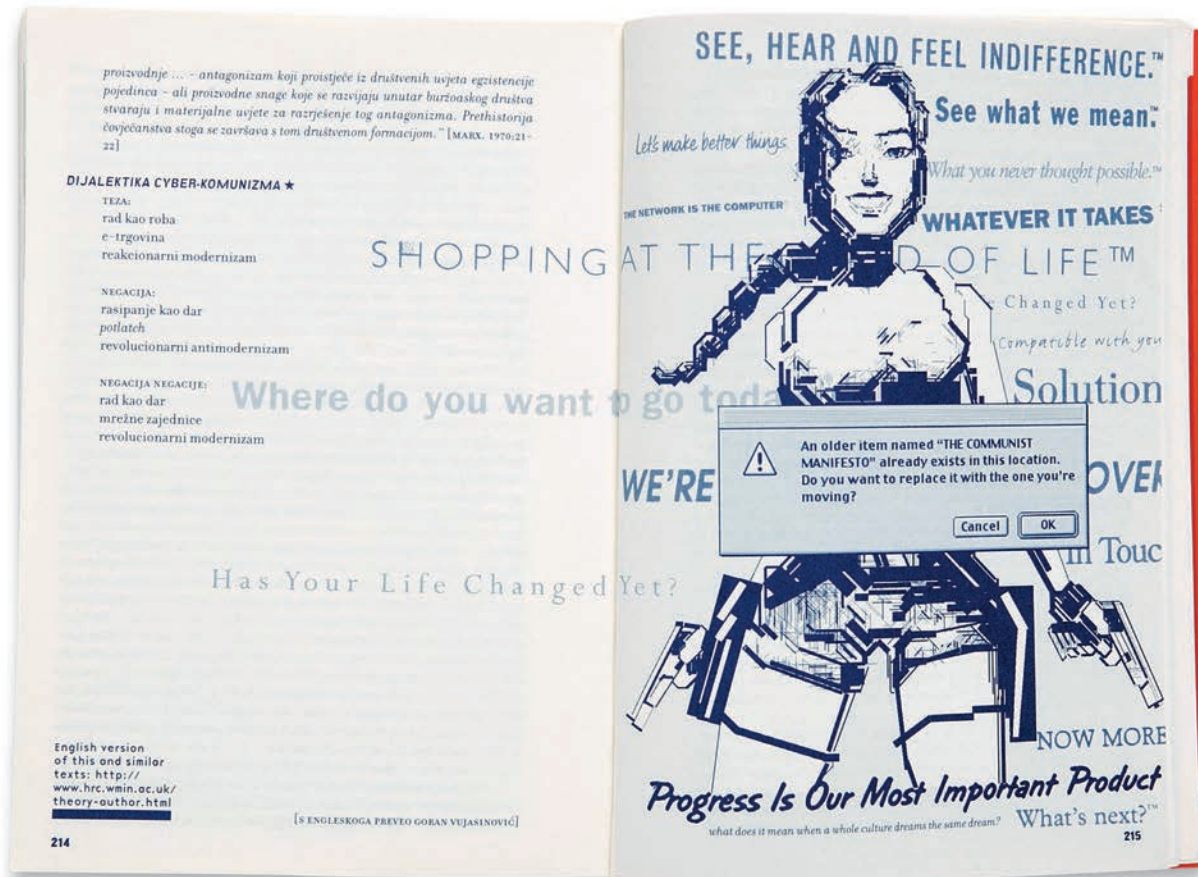 proizvodnje ... - antagonizam koji proistječe iz društvenih uvjeta egzistencije
pojedinca - ali proizvodne snage koje se razvijaju unutar buržoaskog društva
stvaraju i materijalne uvjete za razrješenje tog antagonizma. Prethistorija
čovječanstva stoga se završava s tom društvenom formacijom." [MARX. 1970:21-
22]
DIJALEKTIKA CYBER-KOMUNIZMA ★
TEZA:
rad kao roba
e-trgovina
reakcionarni modernizam
NEGACIJA:
rasipanje kao dar
potlatch
revolucionarni antimodernizam
NEGACIJA NEGACIJE:
rad kao dar
mrežne zajednice
revolucionarni modernizam
English version
of this and similar
texts: http://
www.hrc.wmin.ac.uk/
theory-author.html
[S ENGLESKOGA PREVEO GORAN VUJASINOVIĆ]
214
SEE, HEAR AND FEEL INDIFFERENCE.™
See what we mean.™
Let's make better things
What you never thought possible.™
THE NETWORK IS THE COMPUTER
WHATEVER IT TAKES
SHOPPING AT THE D OF LIFE™
Changed Yet?
Compatible with you
Solution
Where do you want to go toda
An older item named "THE COMMUNIST
MANIFESTO" already exists in this location.
Do you want to replace it with the one you're
moving?
Cancel OK
WE'RE OVER
in Touc
Has Your Life Changed Yet?
NOW MORE
Progress Is Our Most Important Product
what does it mean when a whole culture dreams the same dream?
What's next?™
215